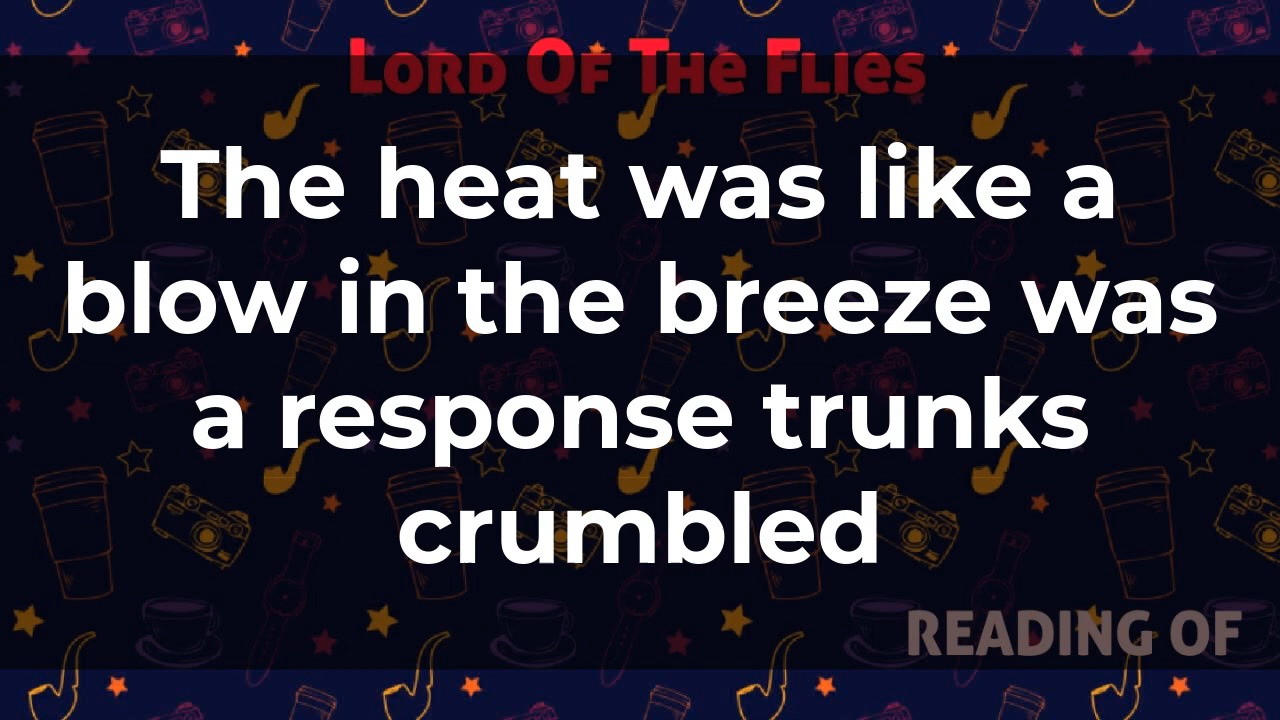 Lord Of The Flies
The heat was like a
blow in the breeze was
a response trunks
crumbled
READING OF